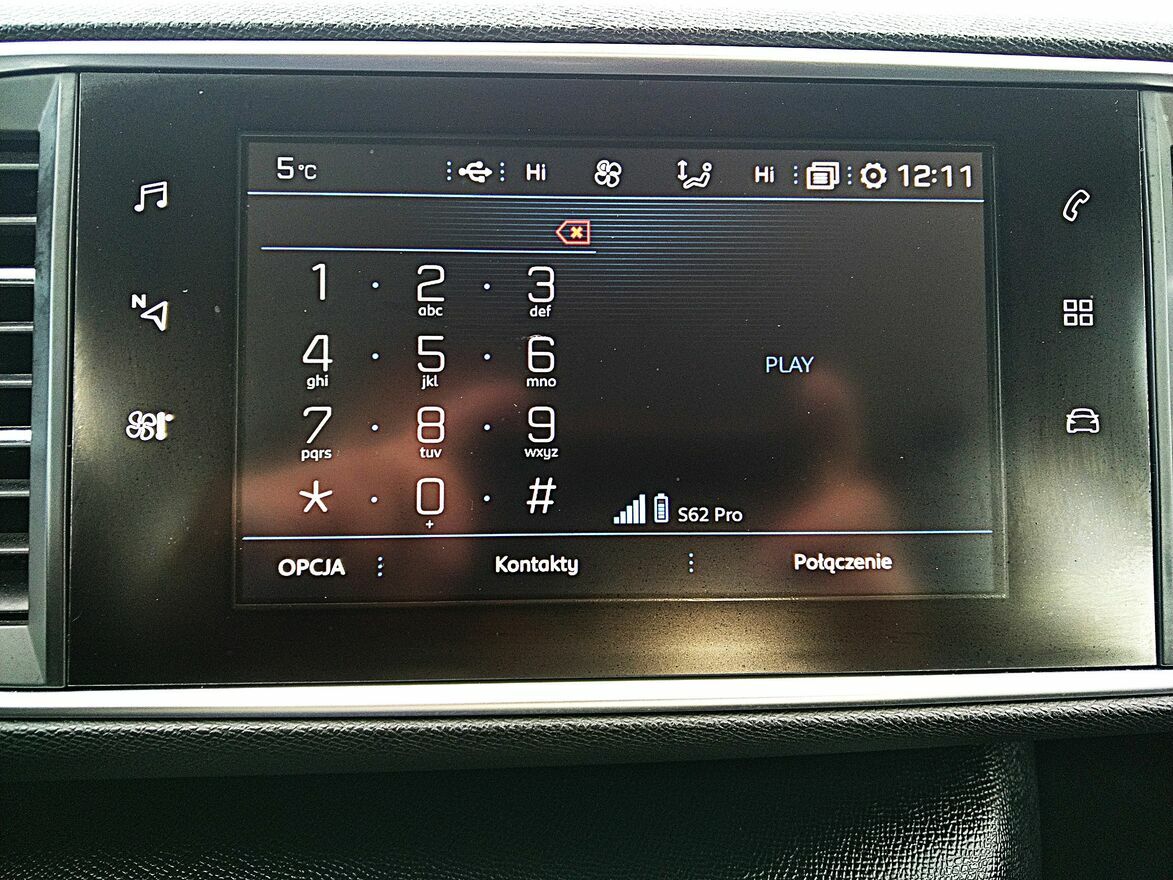 5°C Hi Hi 12:11
1 2 3
abc def
4 5 6
ghi jkl mno
PLAY
7 8 9
pqrs tuv wxyz
* 0 #
+
S62 Pro
OPCJA Kontakty Połączenie
N